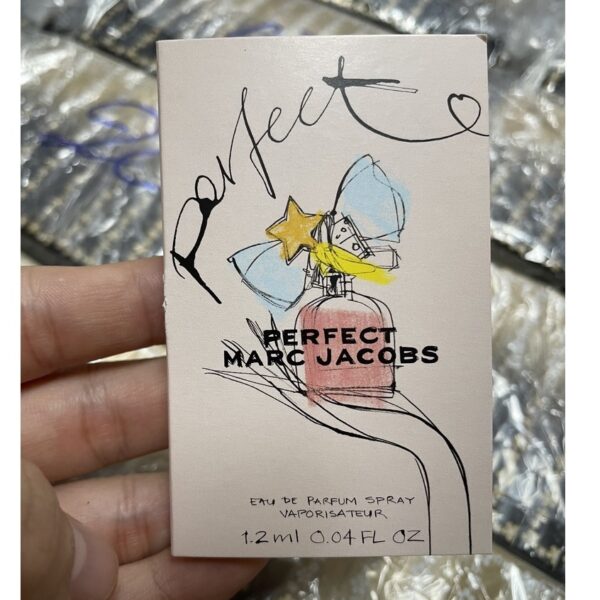 perfect
PERFECT
MARC JACOBS
EAU DE PARFUM SPRAY
VAPORISATEUR
1.2ml 0.04 FL OZ